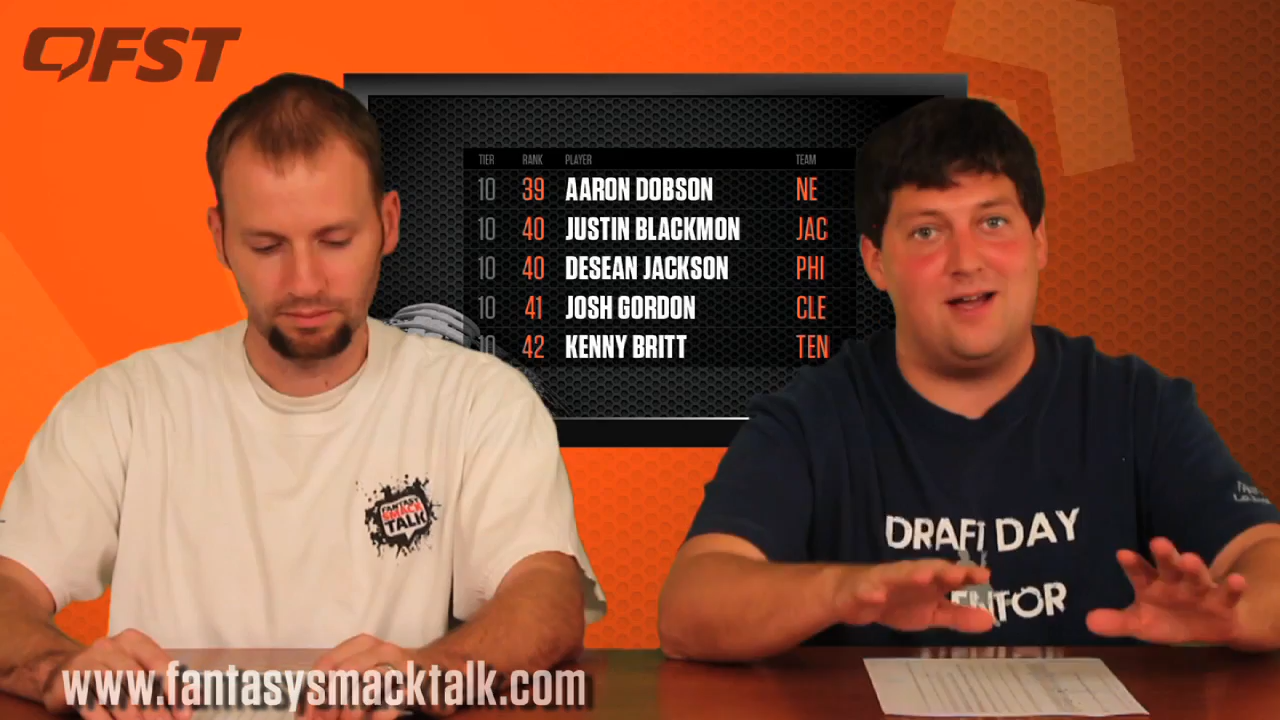 FST
TIER RANK PLAYER TEAM
10 39 AARON DOBSON NE
10 40 JUSTIN BLACKMON JAC
10 40 DESEAN JACKSON PHI
10 41 JOSH GORDON CLE
10 42 KENNY BRITT TEN
FANTASY
SMACK
TALK
DRAFT DAY
www.fantasysmacktalk.com